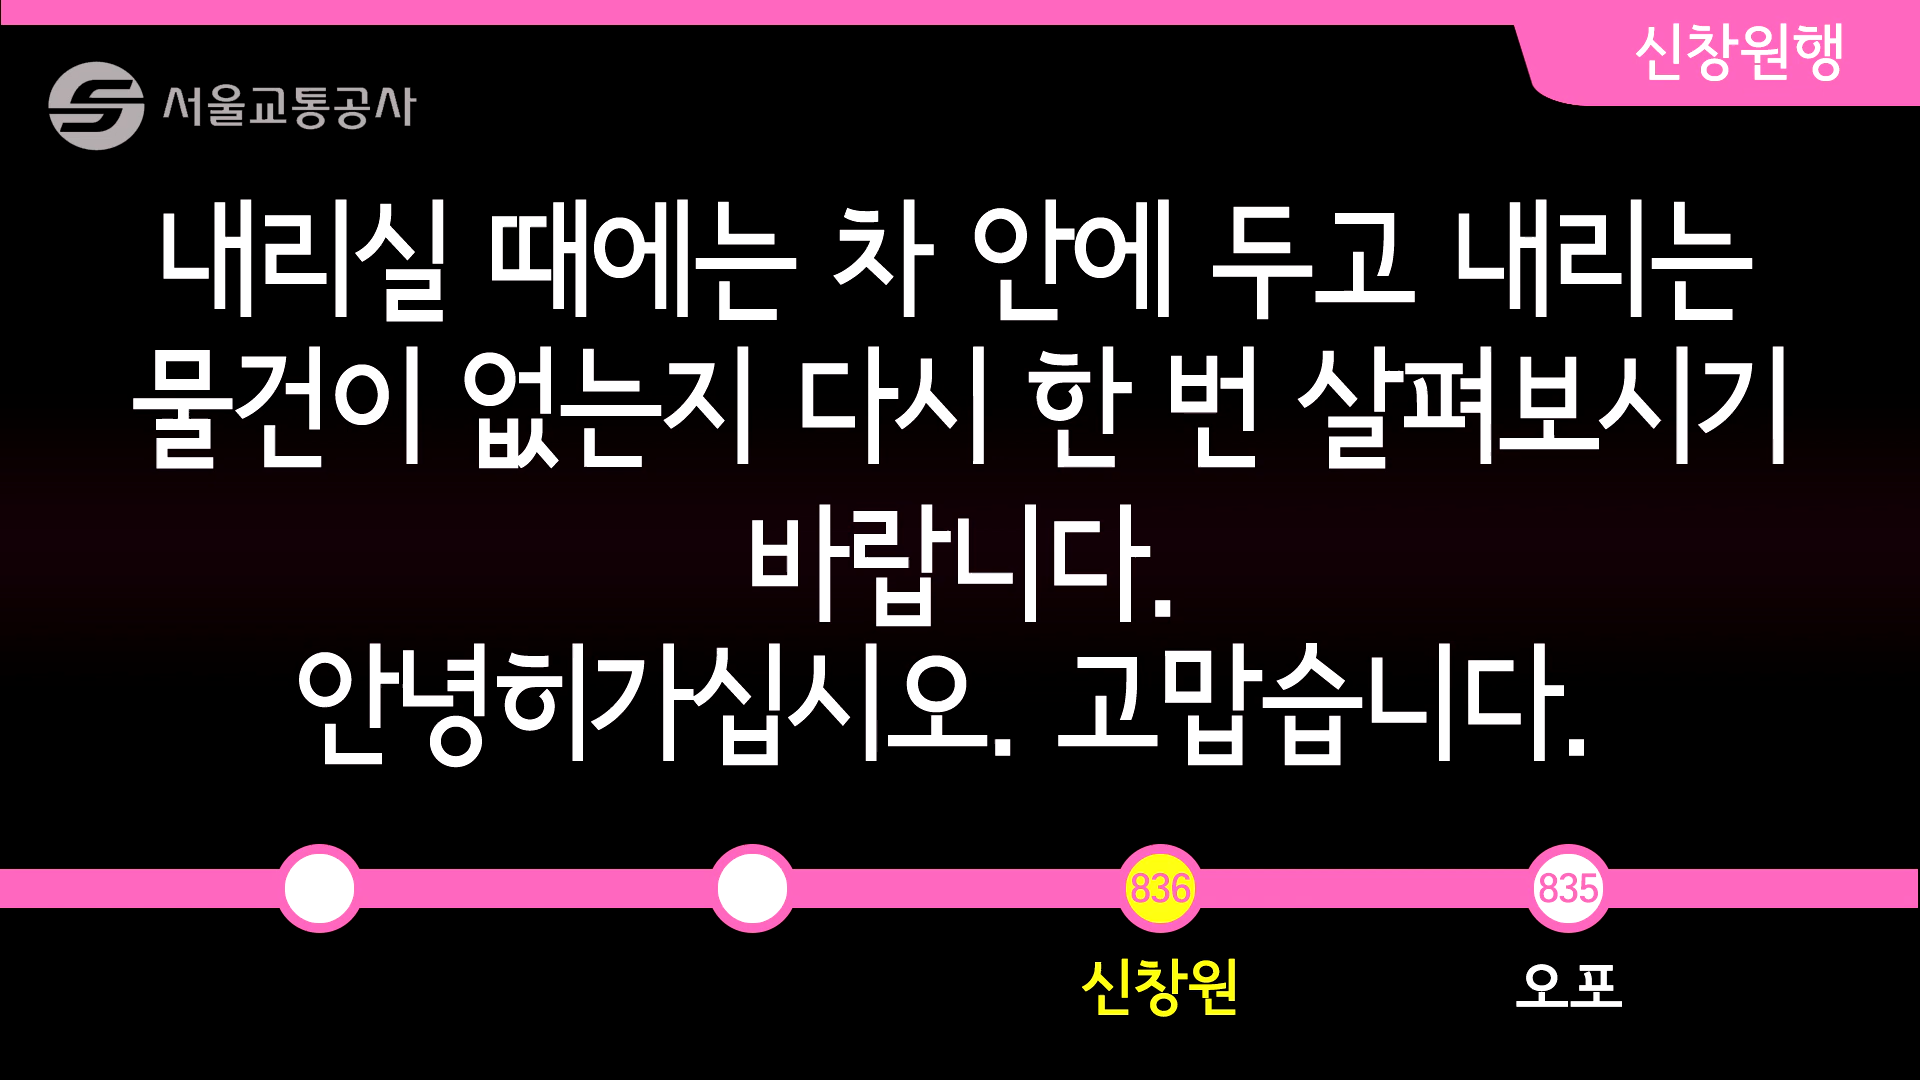 신창원행
서울교통공사
내리실 때에는 차 안에 두고 내리는
물건이 없는지 다시 한 번 살펴보시기
바랍니다.
안녕히가십시오. 고맙습니다.
836
835
신창원
오포